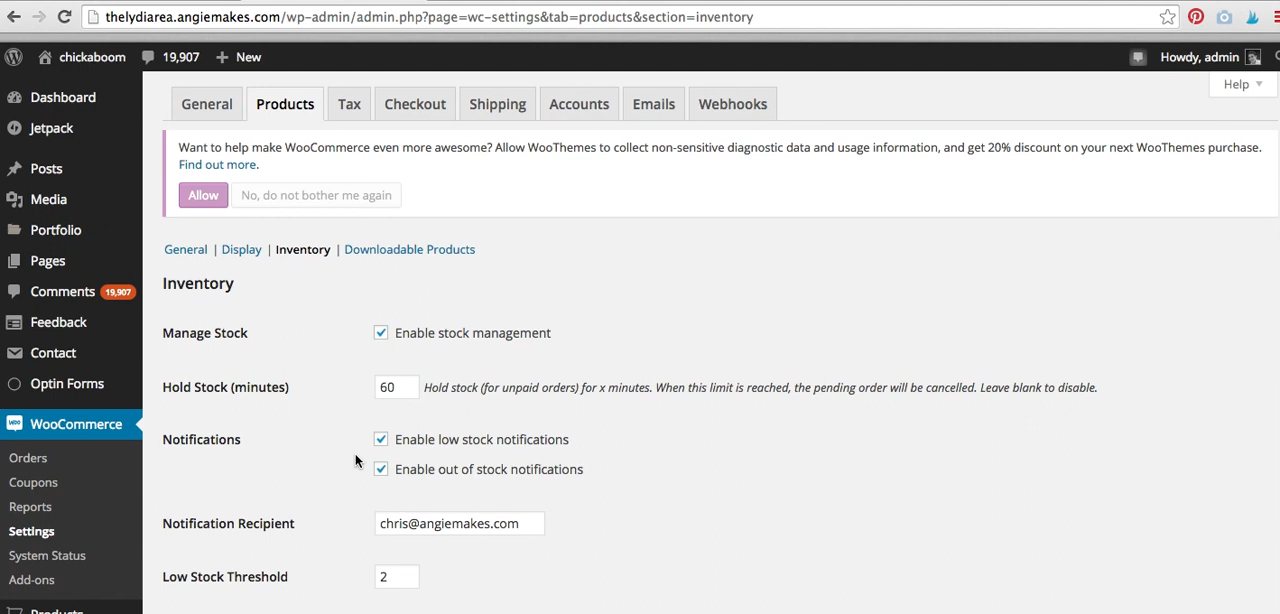 thelydiarea.angiemakes.com/wp-admin/admin.php?page=wc-settings&tab=products&section=inventory
chickaboom 19,907 + New Howdy, admin
Help
Dashboard
Jetpack
Posts
Media
Portfolio
Pages
Comments 19,907
Feedback
Contact
Optin Forms
WooCommerce
Orders
Coupons
Reports
Settings
System Status
Add-ons
Products
General Products Tax Checkout Shipping Accounts Emails Webhooks
Want to help make WooCommerce even more awesome? Allow WooThemes to collect non-sensitive diagnostic data and usage information, and get 20% discount on your next WooThemes purchase.
Find out more.
Allow No, do not bother me again
General | Display | Inventory | Downloadable Products
Inventory
Manage Stock Enable stock management
Hold Stock (minutes) 60 Hold stock (for unpaid orders) for x minutes. When this limit is reached, the pending order will be cancelled. Leave blank to disable.
Notifications Enable low stock notifications
Enable out of stock notifications
Notification Recipient chris@angiemakes.com
Low Stock Threshold 2